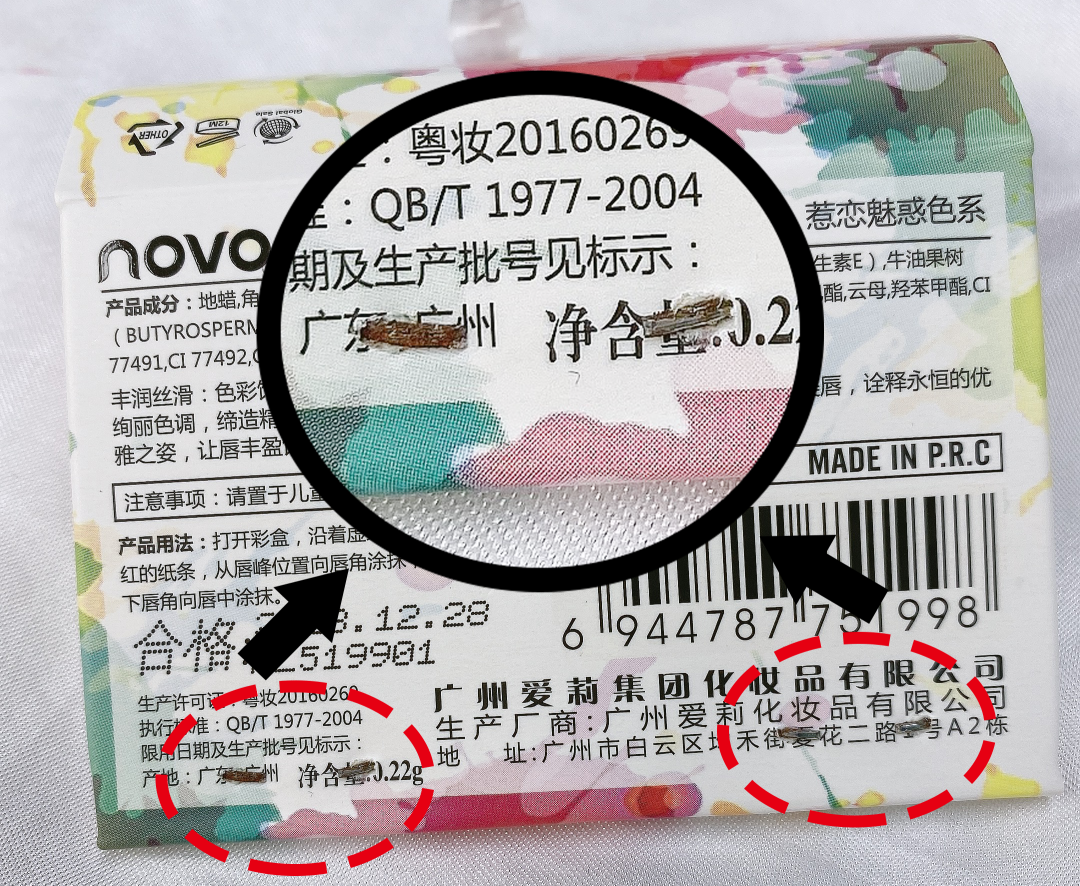 OTHER
12M
Global Sale
novo
惹恋魅惑色系
产品成分：地蜡,角
生素E）,牛油果树
（BUTYROSPERM
酯,云母,羟苯甲酯,CI
77491,CI 77492,
丰润丝滑：色彩饱
唇，诠释永恒的优
绚丽色调，缔造精
雅之姿，让唇丰盈
MADE IN P.R.C
注意事项：请置于儿童
产品用法：打开彩盒，沿着虚
红的纸条，从唇峰位置向唇角涂抹，
下唇角向唇中涂抹。
合格
8.12.28
2519901
6 944787 751998
生产许可证：粤妆20160269
执行标准：QB/T 1977-2004
限用日期及生产批号见标示：
产地：广东 广州 净含量:0.22g
广州爱莉集团化妆品有限公司
生产厂商：广州爱莉化妆品有限公司
地 址:广州市白云区 禾街 花二路 号A2栋
：粤妆20160269
准：QB/T 1977-2004
期及生产批号见标示：
广东 广州 净含量:0.22